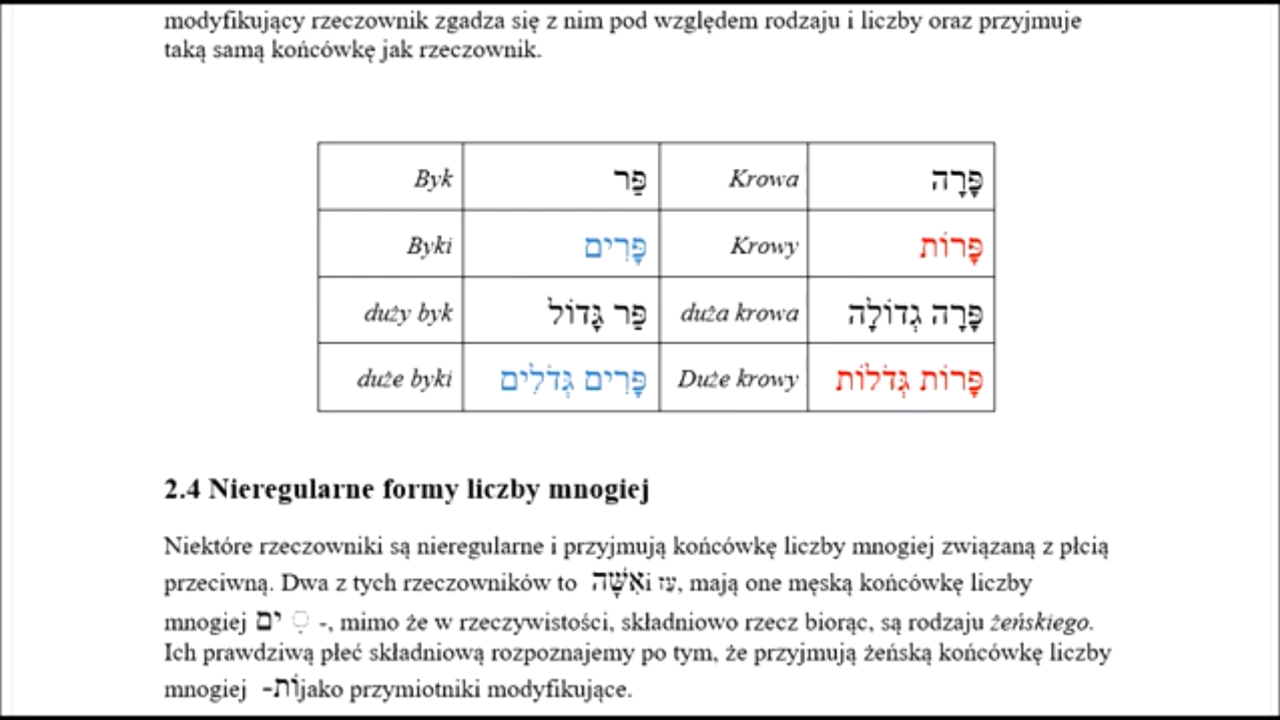 modyfikujący rzeczownik zgadza się z nim pod względem rodzaju i liczby oraz przyjmuje
taką samą końcówkę jak rzeczownik.
Byk פַּר Krowa פָּרָה
Byki פָּרִים Krowy פָּרוֹת
duży byk פַּר גָּדוֹל duża krowa פָּרָה גְדוֹלָה
duże byki פָּרִים גְּדֹלִים Duże krowy פָּרוֹת גְּדֹלוֹת
2.4 Nieregularne formy liczby mnogiej
Niektóre rzeczowniki są nieregularne i przyjmują końcówkę liczby mnogiej związaną z płcią
przeciwną. Dwa z tych rzeczowników to אִשָּׁה i עֵז, mają one męską końcówkę liczby
mnogiej ים ִ -, mimo że w rzeczywistości, składniowo rzecz biorąc, są rodzaju żeńskiego.
Ich prawdziwą płeć składniową rozpoznajemy po tym, że przyjmują żeńską końcówkę liczby
mnogiej -וֹת jako przymiotniki modyfikujące.